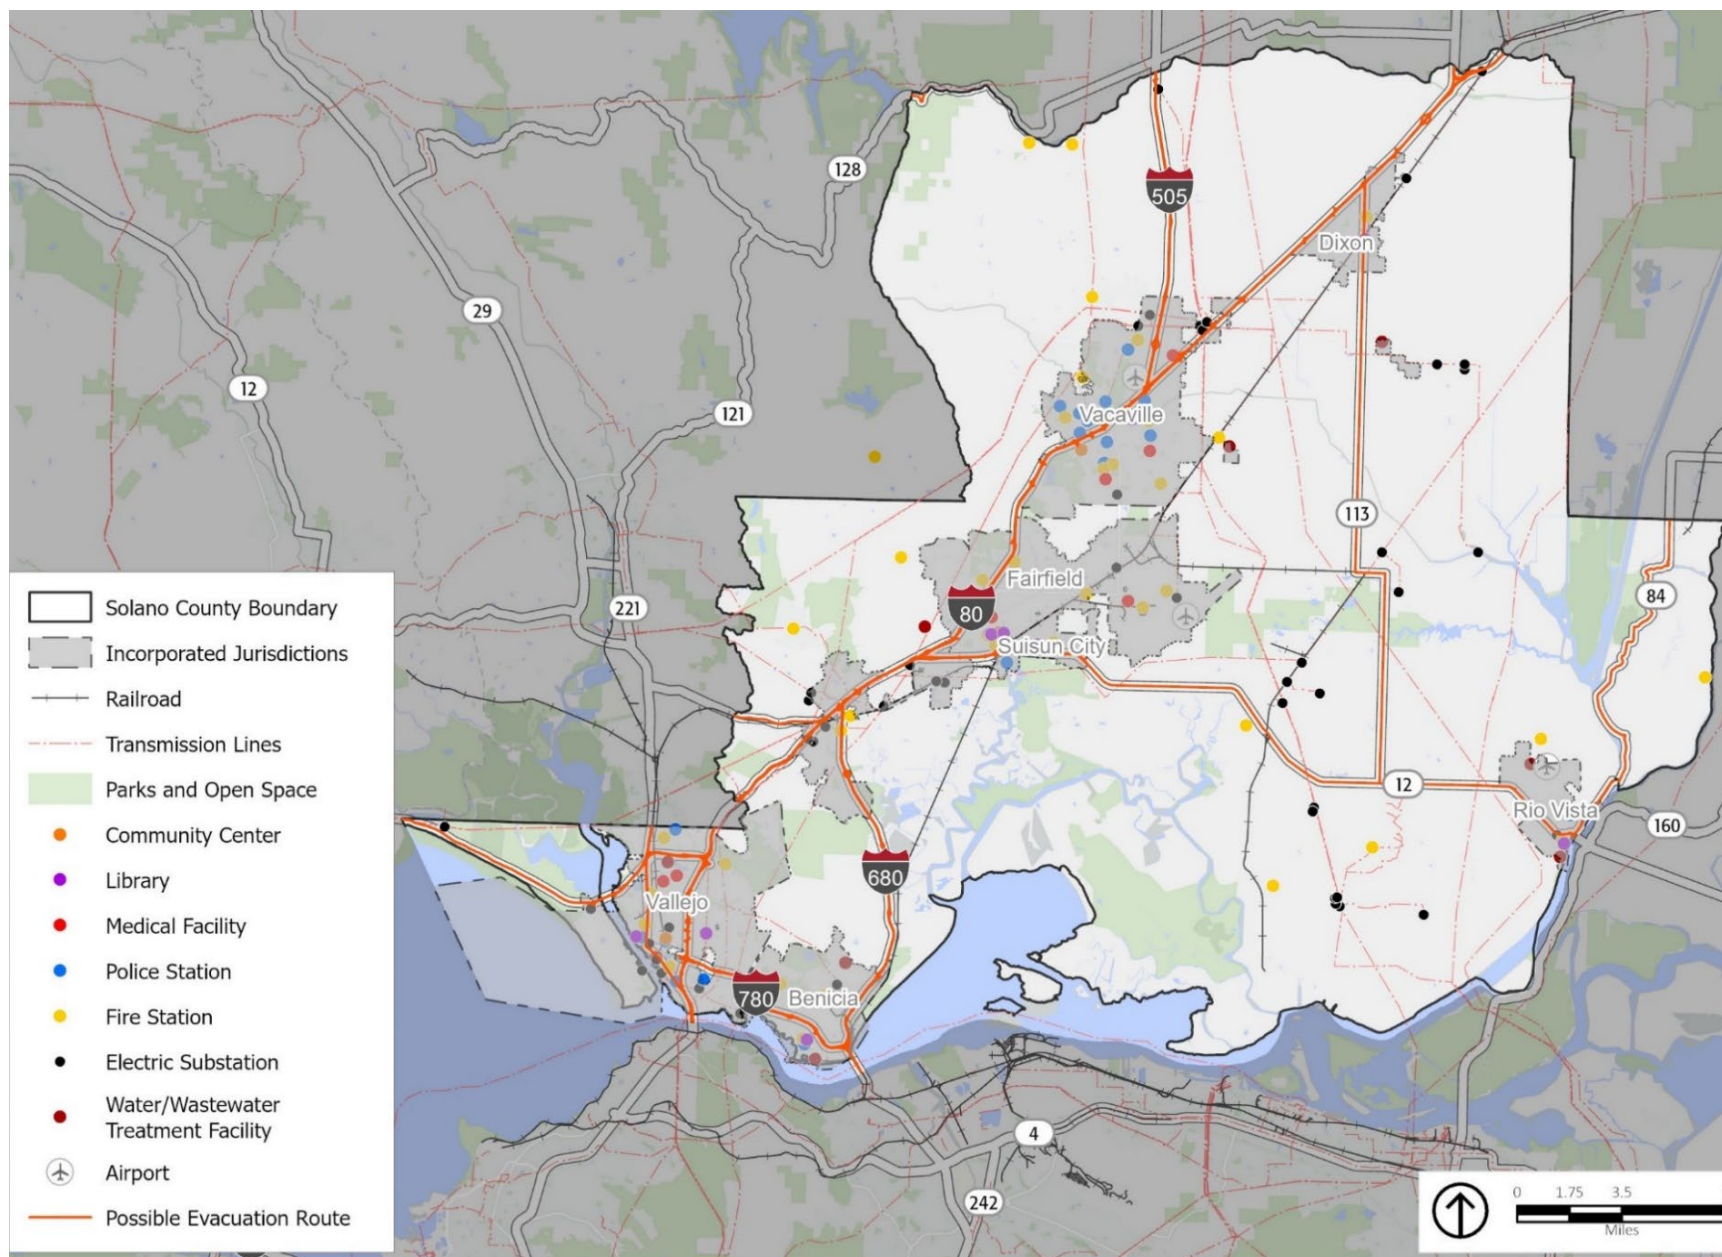 128
505
Dixon
29
12
121
Vacaville
113
Fairfield
80
84
221
Suisun City
12
Rio Vista
160
680
Vallejo
780
Benicia
4
242
Solano County Boundary
Incorporated Jurisdictions
Railroad
Transmission Lines
Parks and Open Space
Community Center
Library
Medical Facility
Police Station
Fire Station
Electric Substation
Water/Wastewater
Treatment Facility
Airport
Possible Evacuation Route
0 1.75 3.5
Miles